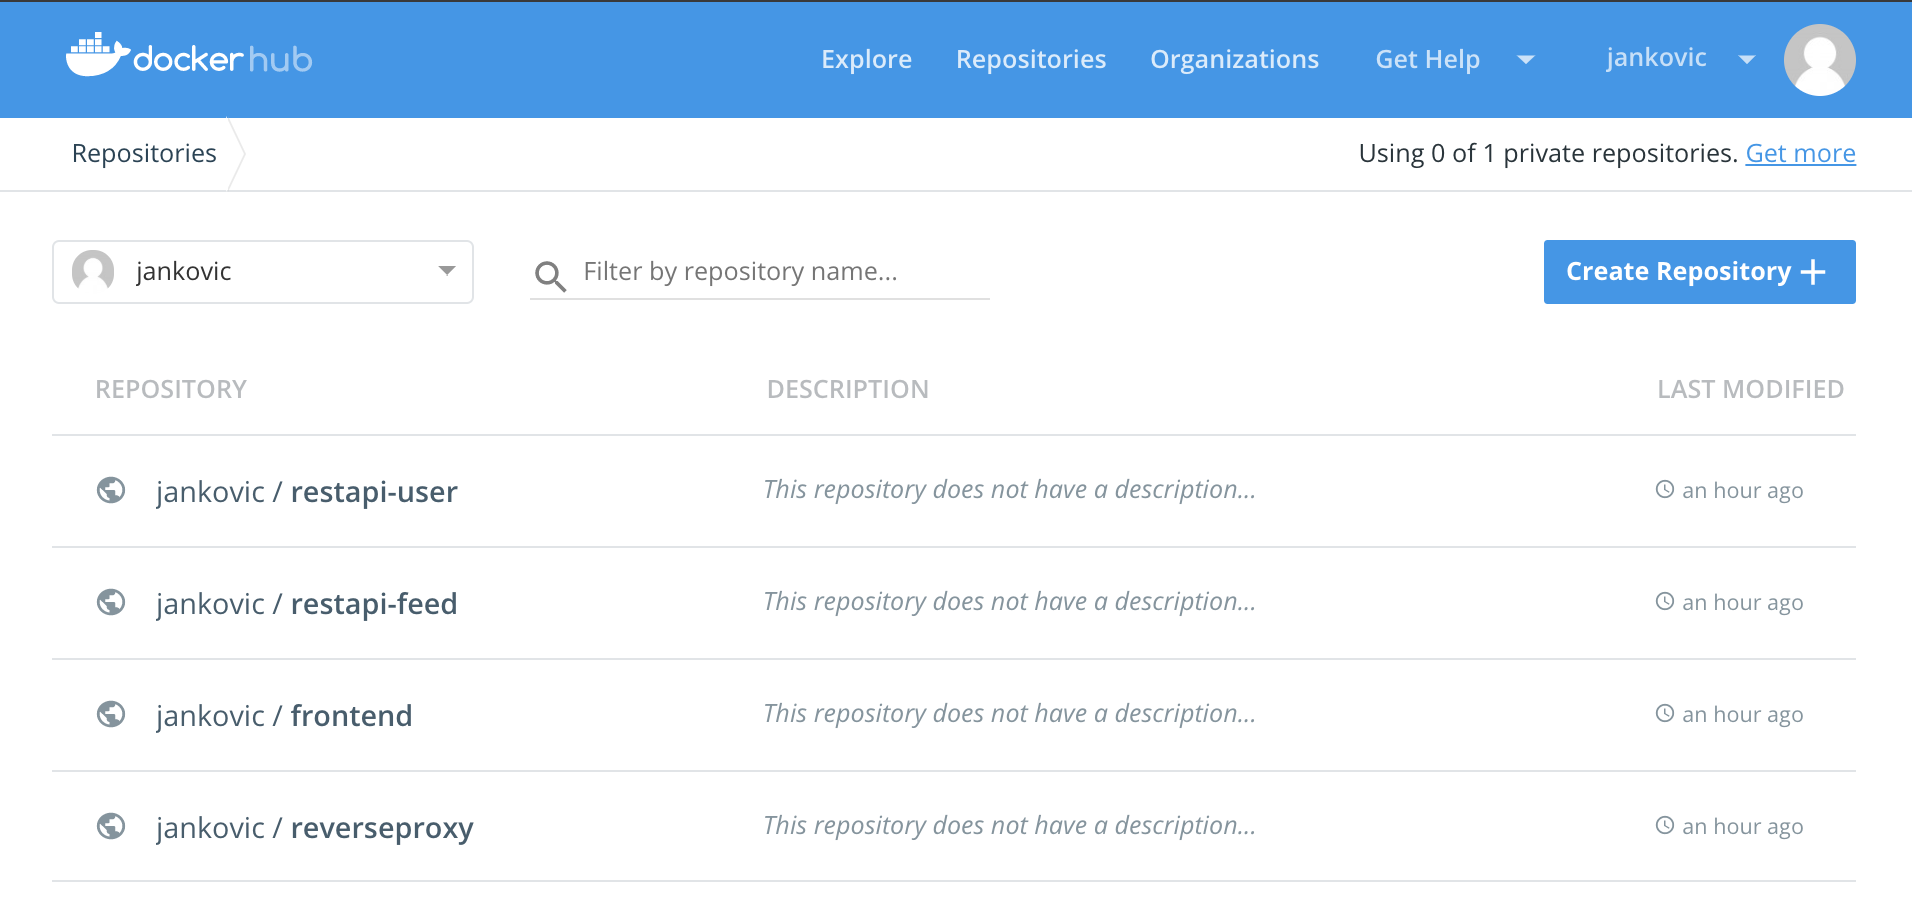 docker hub Explore Repositories Organizations Get Help jankovic
Repositories Using 0 of 1 private repositories. Get more
jankovic Filter by repository name... Create Repository +
REPOSITORY DESCRIPTION LAST MODIFIED
jankovic / restapi-user This repository does not have a description... an hour ago
jankovic / restapi-feed This repository does not have a description... an hour ago
jankovic / frontend This repository does not have a description... an hour ago
jankovic / reverseproxy This repository does not have a description... an hour ago